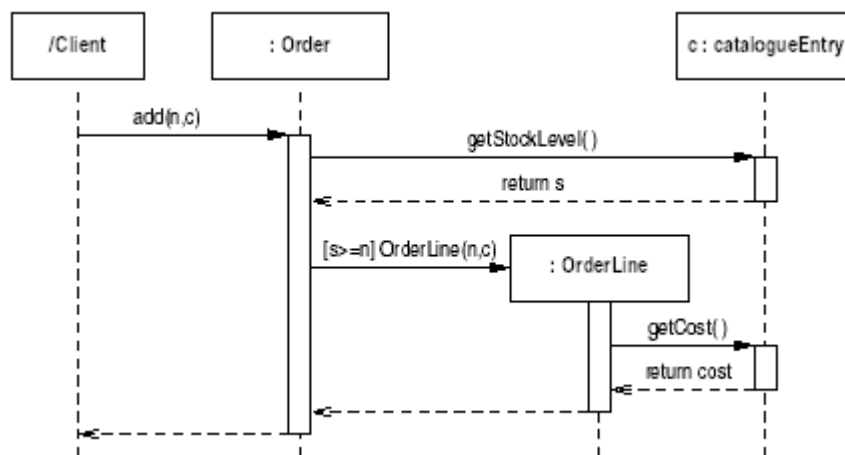 /Client
: Order
c : catalogueEntry
add(n,c)
getStockLevel( )
return s
[s>=n] OrderLine(n,c)
: OrderLine
getCost( )
return cost